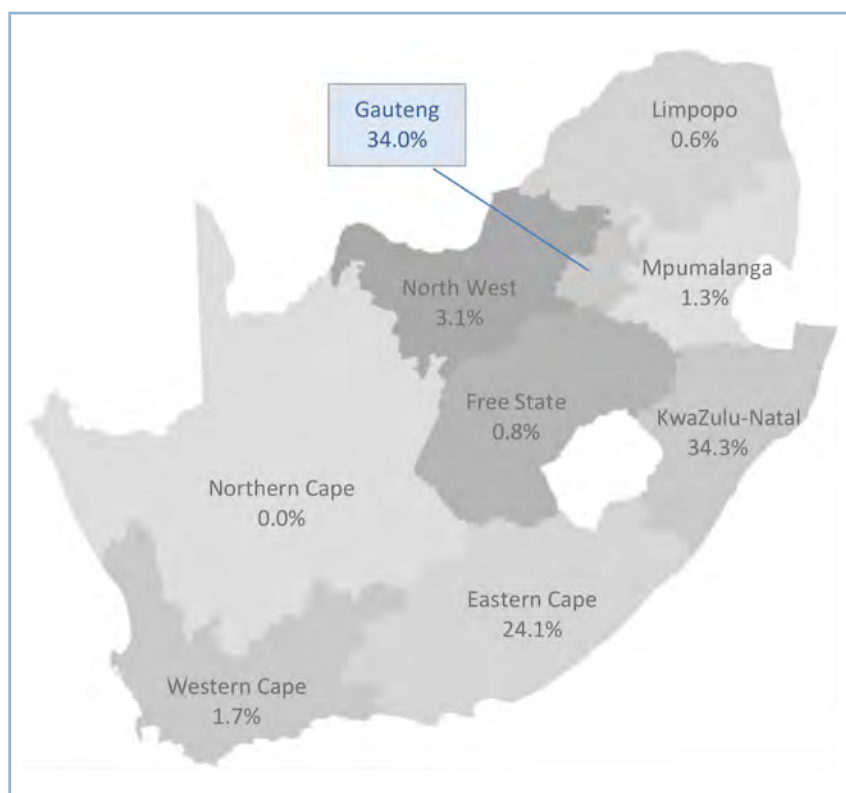 Gauteng
34.0%
Limpopo
0.6%
Mpumalanga
1.3%
North West
3.1%
Free State
0.8%
KwaZulu-Natal
34.3%
Northern Cape
0.0%
Eastern Cape
24.1%
Western Cape
1.7%